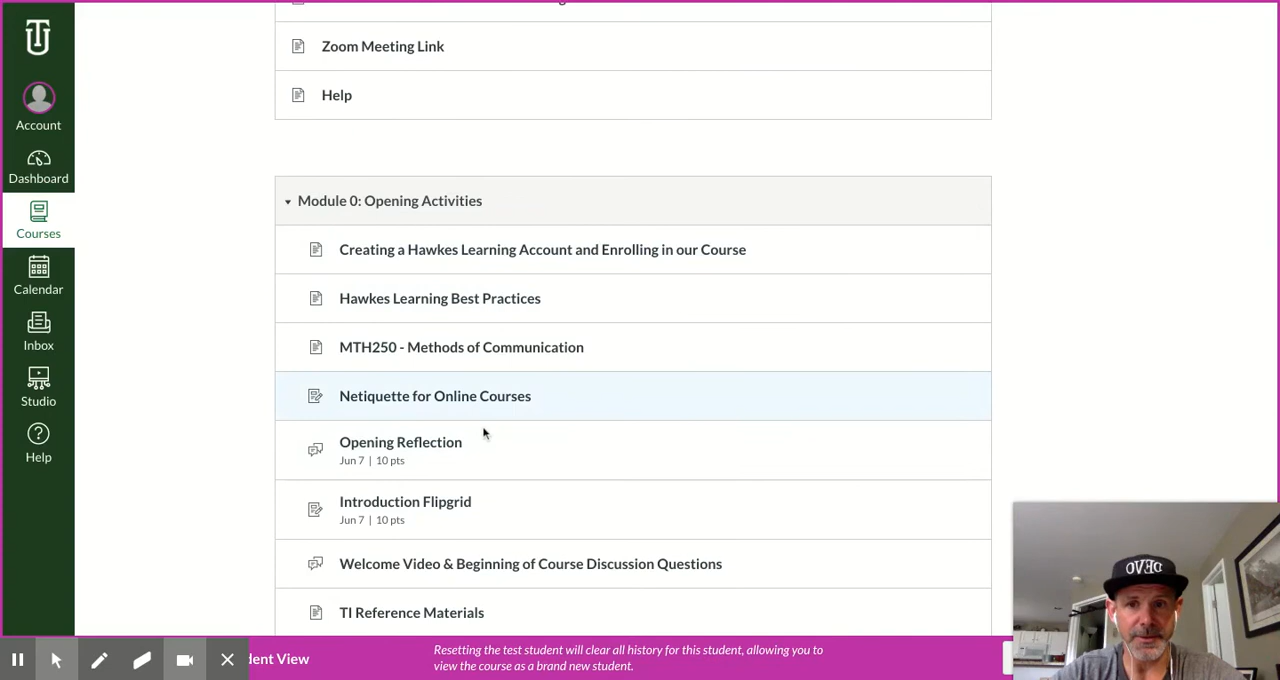 Zoom Meeting Link
Help
Account
Dashboard
Courses
Calendar
Inbox
Studio
Help
Module 0: Opening Activities
Creating a Hawkes Learning Account and Enrolling in our Course
Hawkes Learning Best Practices
MTH250 - Methods of Communication
Netiquette for Online Courses
Opening Reflection
Jun 7 | 10 pts
Introduction Flipgrid
Jun 7 | 10 pts
Welcome Video & Beginning of Course Discussion Questions
TI Reference Materials
dent View
Resetting the test student will clear all history for this student, allowing you to
view the course as a brand new student.